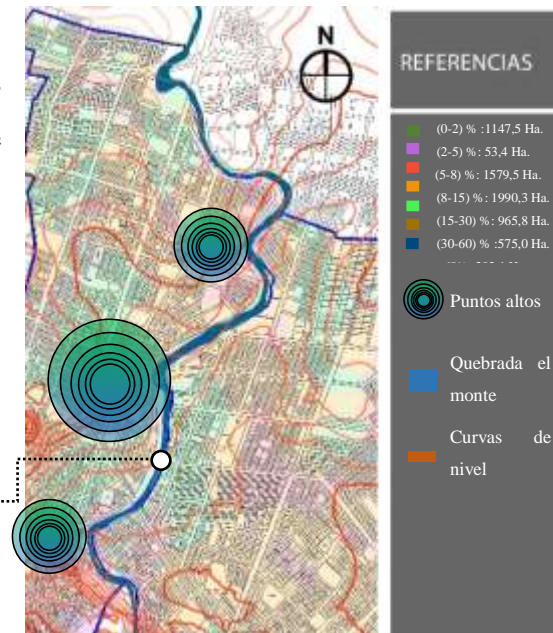 N
REFERENCIAS
(0-2) % :1147,5 Ha.
(2-5) % : 53,4 Ha.
(5-8) % : 1579,5 Ha.
(8-15) % : 1990,3 Ha.
(15-30) % : 965,8 Ha.
(30-60) % :575,0 Ha.
Puntos altos
Quebrada el
monte
Curvas de
nivel